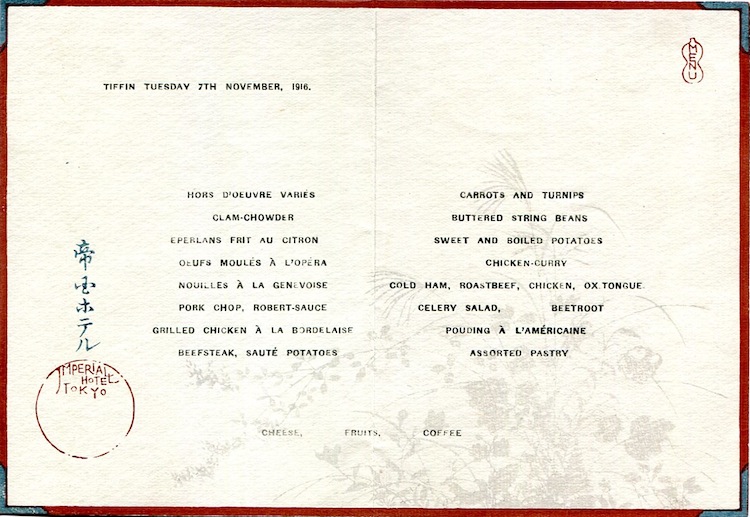 MENU
TIFFIN TUESDAY 7TH NOVEMBER, 1916.
HORS D'OEUVRE VARIÉS
CLAM-CHOWDER
EPERLANS FRIT AU CITRON
OEUFS MOULÉS À L'OPÉRA
NOUILLES À LA GENEVOISE
PORK CHOP, ROBERT-SAUCE
GRILLED CHICKEN À LA BORDELAISE
BEEFSTEAK, SAUTÉ POTATOES
CARROTS AND TURNIPS
BUTTERED STRING BEANS
SWEET AND BOILED POTATOES
CHICKEN-CURRY
COLD HAM, ROASTBEEF, CHICKEN, OX.TONGUE.
CELERY SALAD, BEETROOT
POUDING À L'AMÉRICAINE
ASSORTED PASTRY
CHEESE, FRUITS, COFFEE
帝国ホテル
IMPERIAL
HOTEL
TOKYO